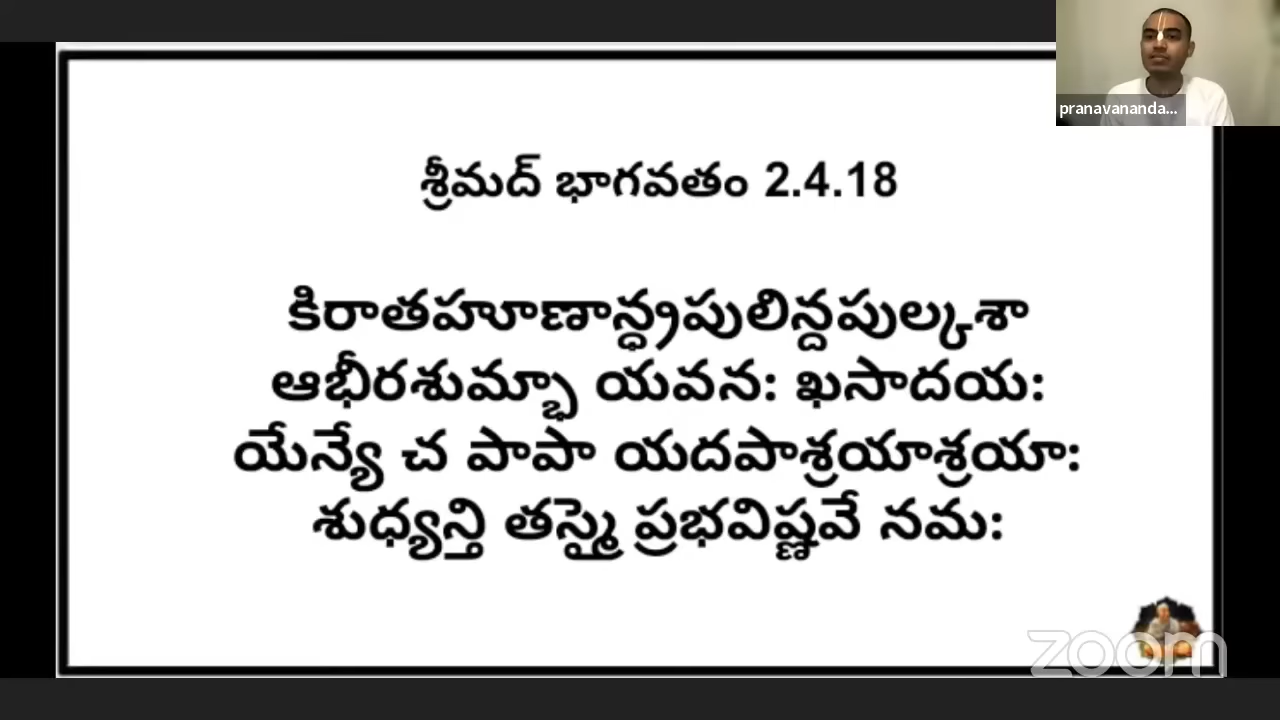 pranavananda...
శ్రీమద్ భాగవతం 2.4.18
కిరాతహూణాన్ధ్రపులిన్దపుల్కశా
ఆభీరశుమ్భా యవన: ఖసాదయ:
యేన్యే చ పాపా యదపాశ్రయాశ్రయా:
శుధ్యన్తి తస్మై ప్రభవిష్ణవే నమ:
zoom